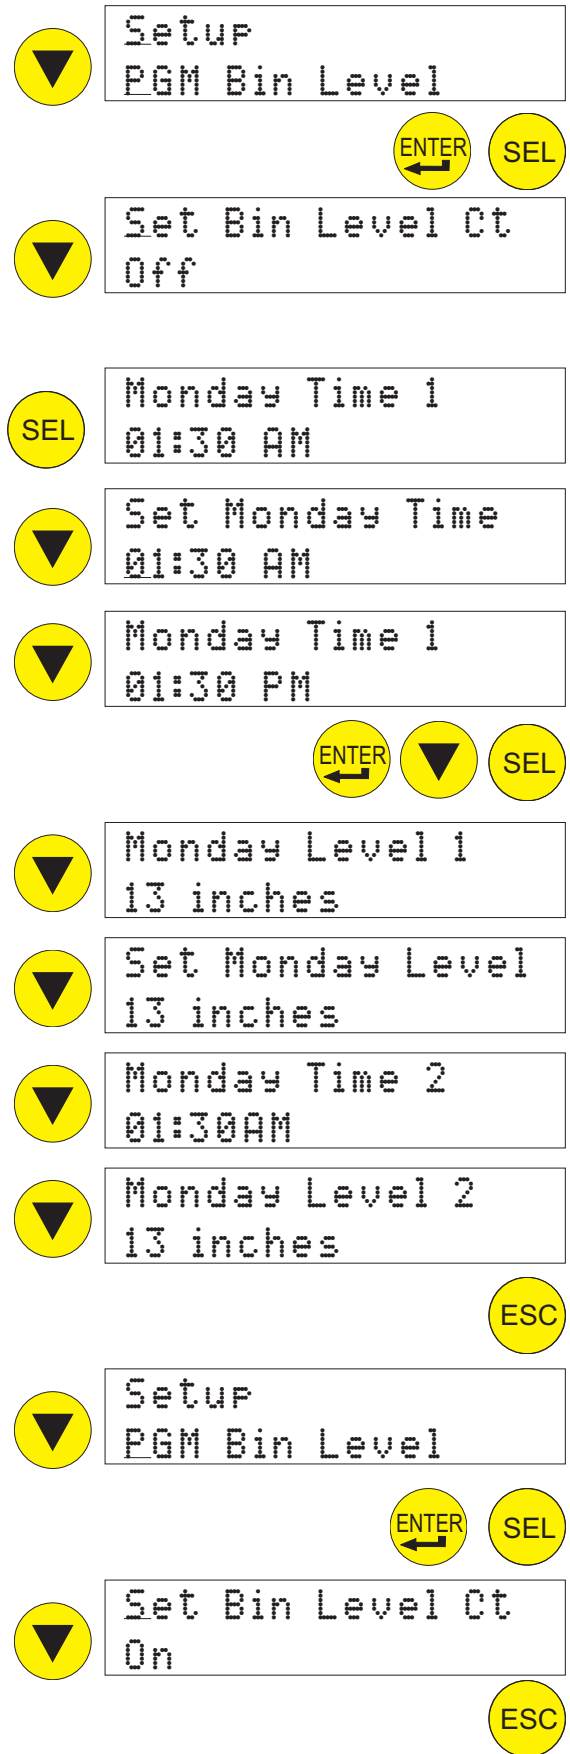 Setup
PGM Bin Level
ENTER SEL
Set Bin Level Ct
Off
SEL
Monday Time 1
01:30 AM
Set Monday Time
01:30 AM
Monday Time 1
01:30 PM
ENTER SEL
Monday Level 1
13 inches
Set Monday Level
13 inches
Monday Time 2
01:30AM
Monday Level 2
13 inches
ESC
Setup
PGM Bin Level
ENTER SEL
Set Bin Level Ct
On
ESC